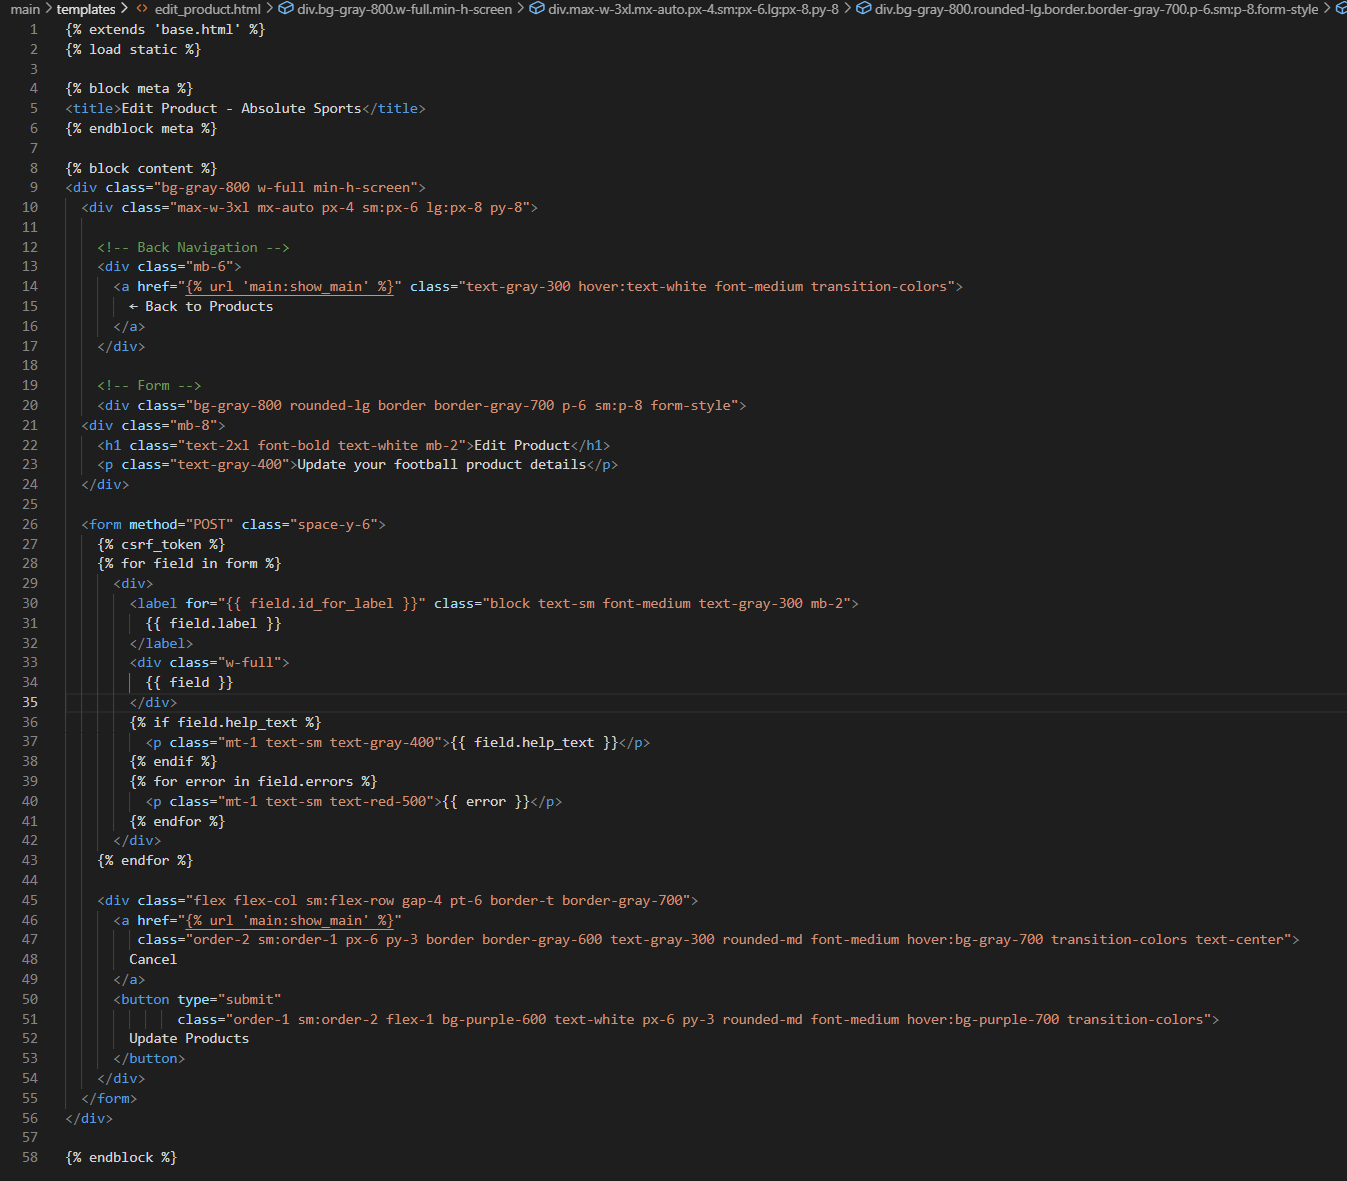 main > templates > <> edit_product.html > div.bg-gray-800.w-full.min-h-screen > div.max-w-3xl.mx-auto.px-4.sm:px-6.lg:px-8.py-8 > div.bg-gray-800.rounded-lg.border.border-gray-700.p-6.sm:p-8.form-style >
1 {% extends 'base.html' %}
2 {% load static %}
3
4 {% block meta %}
5 <title>Edit Product - Absolute Sports</title>
6 {% endblock meta %}
7
8 {% block content %}
9 <div class="bg-gray-800 w-full min-h-screen">
10 <div class="max-w-3xl mx-auto px-4 sm:px-6 lg:px-8 py-8">
11
12 <!-- Back Navigation -->
13 <div class="mb-6">
14 <a href="{% url 'main:show_main' %}" class="text-gray-300 hover:text-white font-medium transition-colors">
15 ← Back to Products
16 </a>
17 </div>
18
19 <!-- Form -->
20 <div class="bg-gray-800 rounded-lg border border-gray-700 p-6 sm:p-8 form-style">
21 <div class="mb-8">
22 <h1 class="text-2xl font-bold text-white mb-2">Edit Product</h1>
23 <p class="text-gray-400">Update your football product details</p>
24 </div>
25
26 <form method="POST" class="space-y-6">
27 {% csrf_token %}
28 {% for field in form %}
29 <div>
30 <label for="{{ field.id_for_label }}" class="block text-sm font-medium text-gray-300 mb-2">
31 {{ field.label }}
32 </label>
33 <div class="w-full">
34 {{ field }}
35 </div>
36 {% if field.help_text %}
37 <p class="mt-1 text-sm text-gray-400">{{ field.help_text }}</p>
38 {% endif %}
39 {% for error in field.errors %}
40 <p class="mt-1 text-sm text-red-500">{{ error }}</p>
41 {% endfor %}
42 </div>
43 {% endfor %}
44
45 <div class="flex flex-col sm:flex-row gap-4 pt-6 border-t border-gray-700">
46 <a href="{% url 'main:show_main' %}"
47 class="order-2 sm:order-1 px-6 py-3 border border-gray-600 text-gray-300 rounded-md font-medium hover:bg-gray-700 transition-colors text-center">
48 Cancel
49 </a>
50 <button type="submit"
51 class="order-1 sm:order-2 flex-1 bg-purple-600 text-white px-6 py-3 rounded-md font-medium hover:bg-purple-700 transition-colors">
52 Update Products
53 </button>
54 </div>
55 </form>
56 </div>
57
58 {% endblock %}